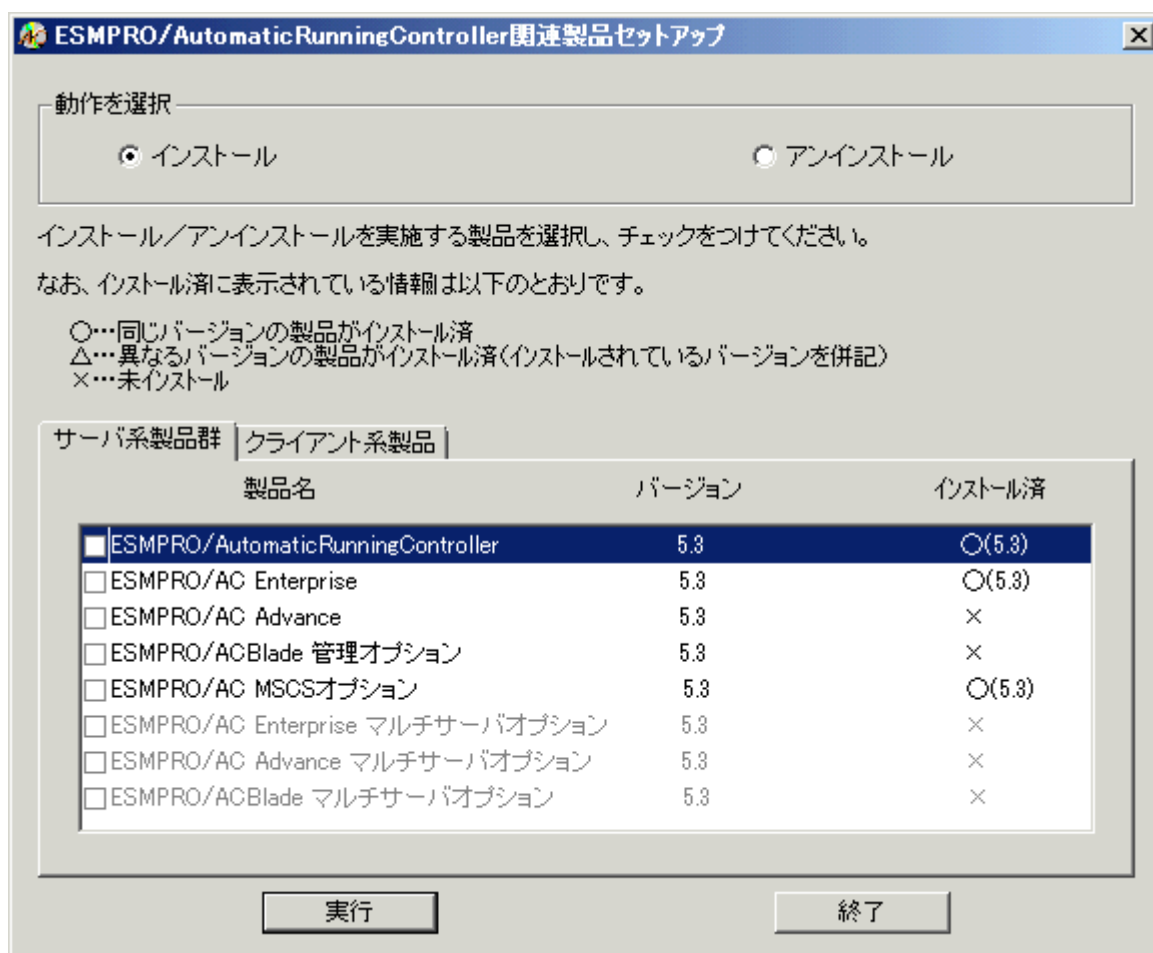 ESMPRO/AutomaticRunningController関連製品セットアップ
動作を選択
インストール アンインストール
インストール／アンインストールを実施する製品を選択し、チェックをつけてください。
なお、インストール済に表示されている情報は以下のとおりです。
○…同じバージョンの製品がインストール済
△…異なるバージョンの製品がインストール済(インストールされているバージョンを併記)
×…未インストール
サーバ系製品群 クライアント系製品
製品名 バージョン インストール済
ESMPRO/AutomaticRunningController 5.3 ○(5.3)
ESMPRO/AC Enterprise 5.3 ○(5.3)
ESMPRO/AC Advance 5.3 ×
ESMPRO/ACBlade 管理オプション 5.3 ×
ESMPRO/AC MSCSオプション 5.3 ○(5.3)
ESMPRO/AC Enterprise マルチサーバオプション 5.3 ×
ESMPRO/AC Advance マルチサーバオプション 5.3 ×
ESMPRO/ACBlade マルチサーバオプション 5.3 ×
実行 終了